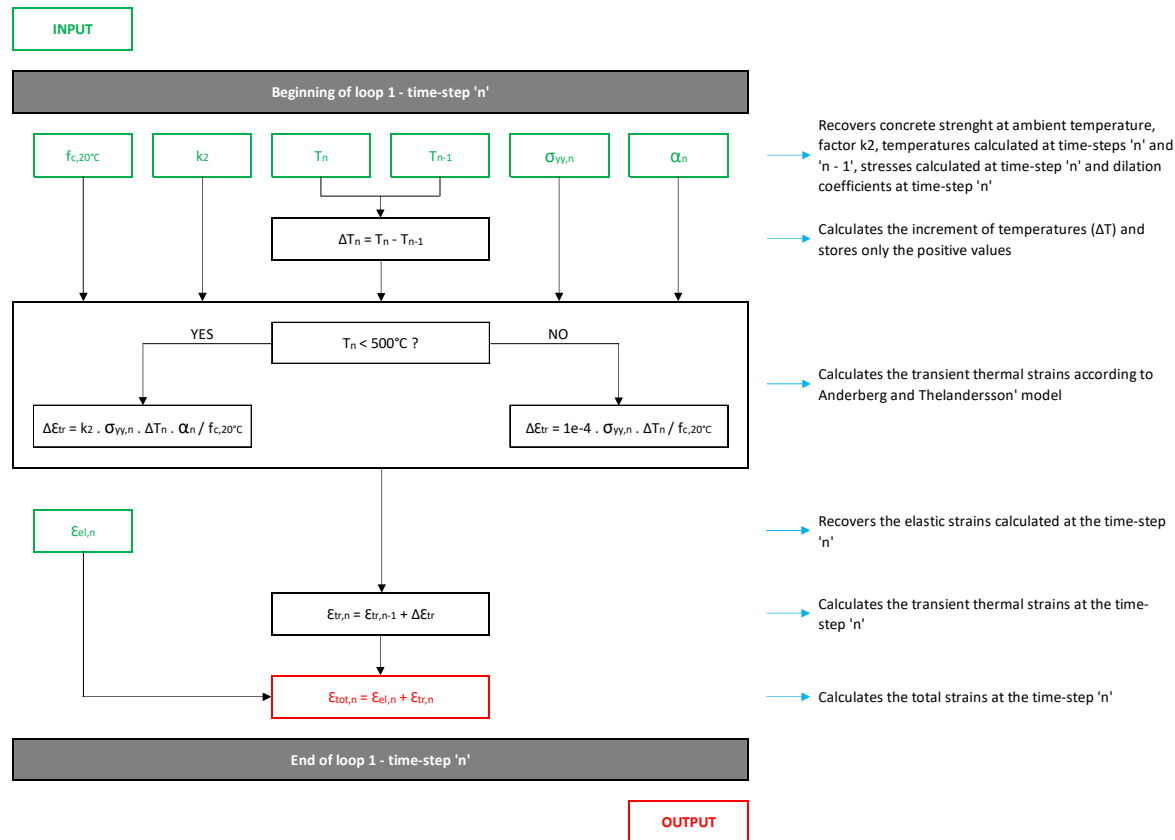 INPUT
Beginning of loop 1 - time-step 'n'
fc,20°C
k2
Tn
Tn-1
σyy,n
αn
Recovers concrete strenght at ambient temperature,
factor k2, temperatures calculated at time-steps 'n' and
'n - 1', stresses calculated at time-step 'n' and dilation
coefficients at time-step 'n'
ΔTn = Tn - Tn-1
Calculates the increment of temperatures (ΔT) and
stores only the positive values
YES
Tn < 500°C ?
NO
Δεtr = k2 . σyy,n . ΔTn . αn / fc,20°C
Δεtr = 1e-4 . σyy,n . ΔTn / fc,20°C
Calculates the transient thermal strains according to
Anderberg and Thelandersson' model
εel,n
Recovers the elastic strains calculated at the time-step
'n'
εtr,n = εtr,n-1 + Δεtr
Calculates the transient thermal strains at the time-
step 'n'
εtot,n = εel,n + εtr,n
Calculates the total strains at the time-step 'n'
End of loop 1 - time-step 'n'
OUTPUT